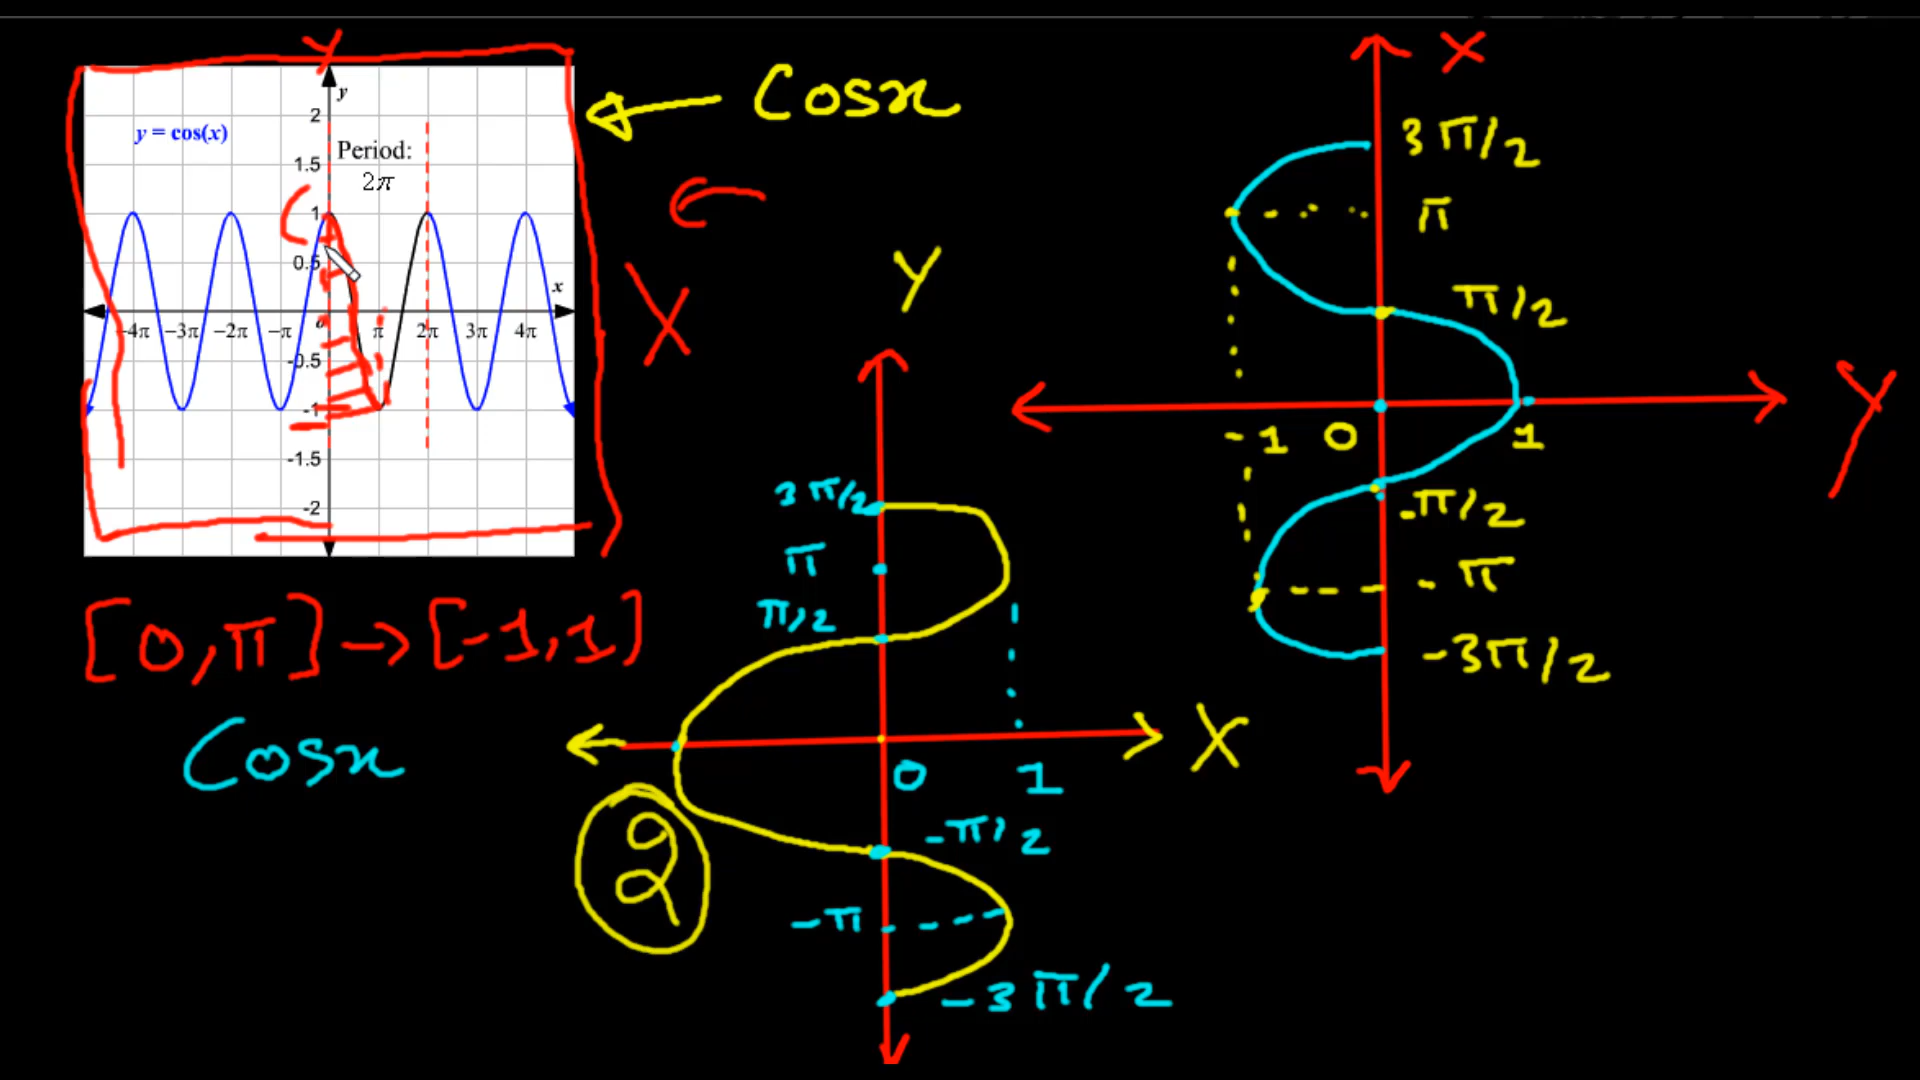 Y
y
2
y = cos(x)
Period:
1.5
2π
1
0.5
x
-4π -3π -2π -π π 2π 3π 4π
-0.5
-1
-1.5
-2
Cosx
X
[0,π] → [-1,1]
Cosx
Y
3π/2
π
π/2
X
0 1
-π/2
-π
-3π/2
2
X
3π/2
π
π/2
Y
-1 0 1
-π/2
-π
-3π/2